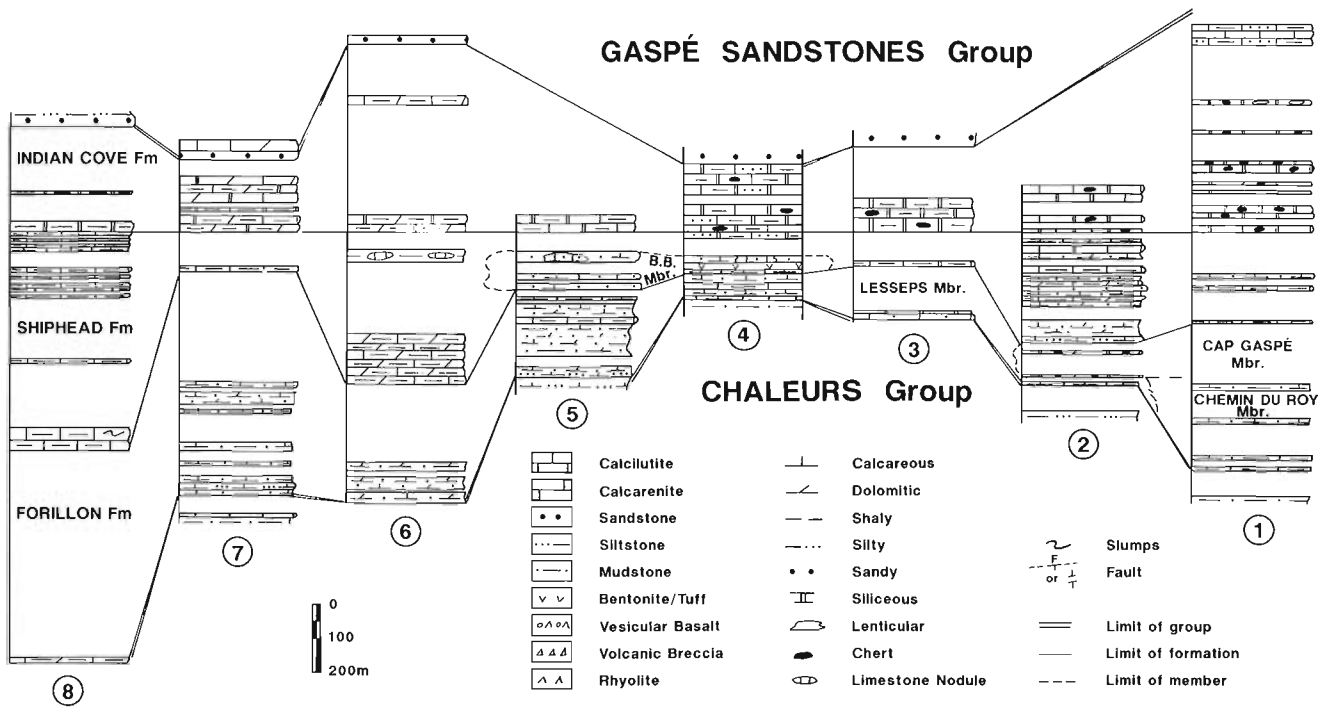 GASPÉ SANDSTONES Group
INDIAN COVE Fm
SHIPHEAD Fm
FORILLON Fm
B.B.
Mbr.
LESSEPS Mbr.
CAP GASPÉ
Mbr.
CHEMIN DU ROY
Mbr.
CHALEURS Group
8
7
6
5
4
3
2
1
0
100
200m
Calcilutite
Calcarenite
Sandstone
Siltstone
Mudstone
Bentonite/Tuff
Vesicular Basalt
Volcanic Breccia
Rhyolite
Calcareous
Dolomitic
Shaly
Silty
Sandy
Siliceous
Lenticular
Chert
Limestone Nodule
Slumps
F
or
Fault
Limit of group
Limit of formation
Limit of member